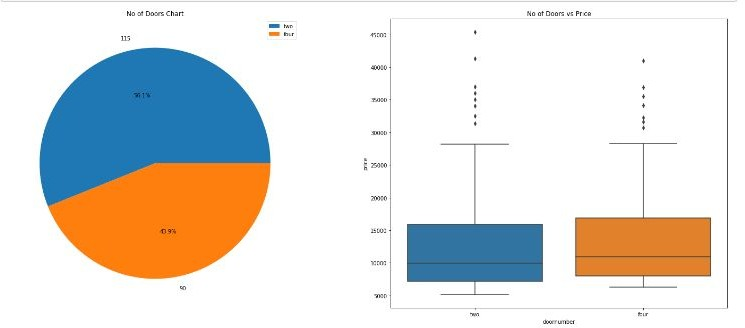 No of Doors Chart
two
four
115
56.1%
43.9%
90
No of Doors vs Price
45000
40000
35000
30000
25000
20000
15000
10000
5000
price
two
four
doornumber